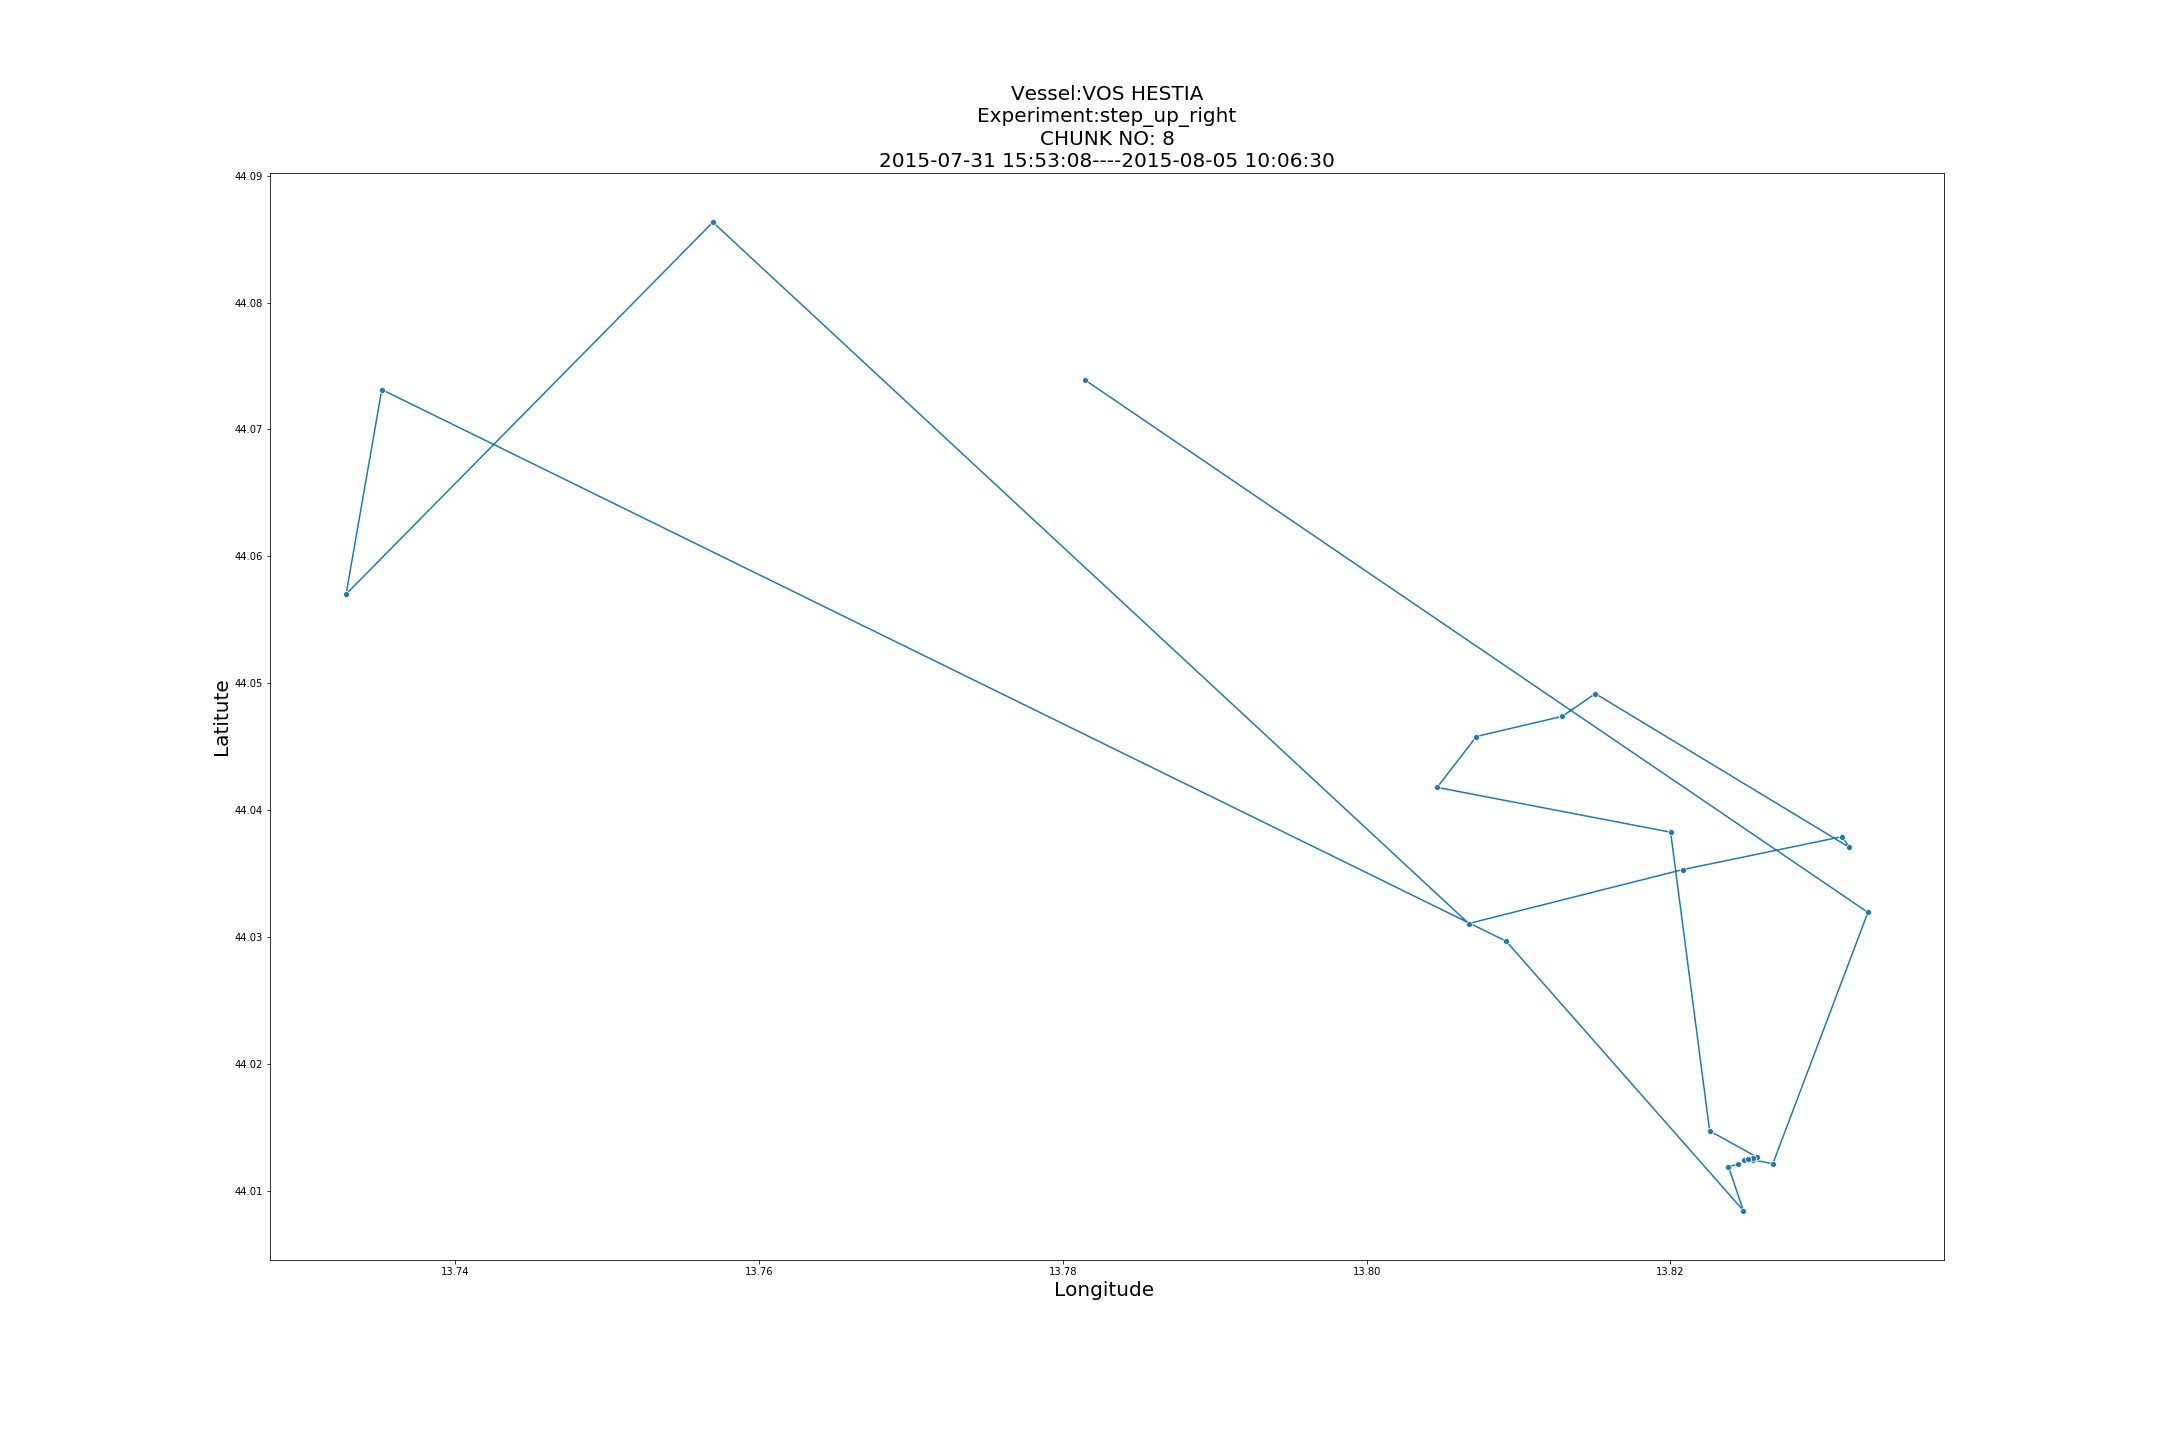 Vessel:VOS HESTIA
Experiment:step_up_right
CHUNK NO: 8
2015-07-31 15:53:08----2015-08-05 10:06:30
44.09
44.08
44.07
44.06
44.05
44.04
44.03
44.02
44.01
Latitute
13.74
13.76
13.78
13.80
13.82
Longitude